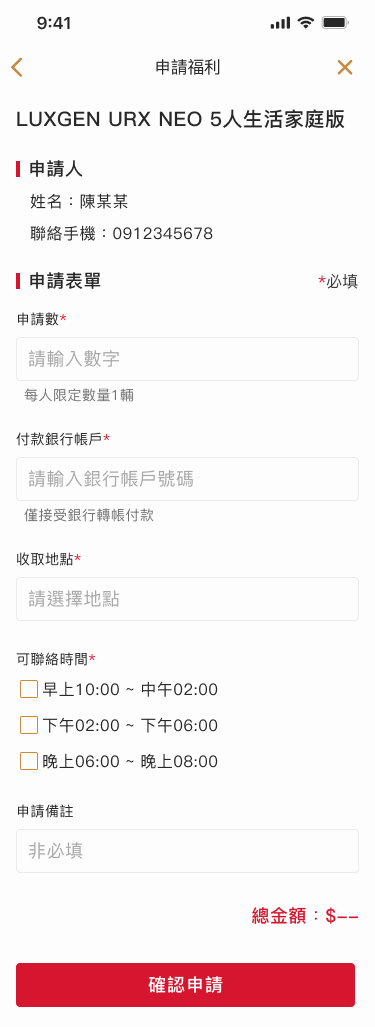 9:41
申請福利
LUXGEN URX NEO 5人生活家庭版
申請人
姓名：陳某某
聯絡手機：0912345678
申請表單
*必填
申請數*
請輸入數字
每人限定數量1輛
付款銀行帳戶*
請輸入銀行帳戶號碼
僅接受銀行轉帳付款
收取地點*
請選擇地點
可聯絡時間*
早上10:00 ~ 中午02:00
下午02:00 ~ 下午06:00
晚上06:00 ~ 晚上08:00
申請備註
非必填
總金額：$––
確認申請